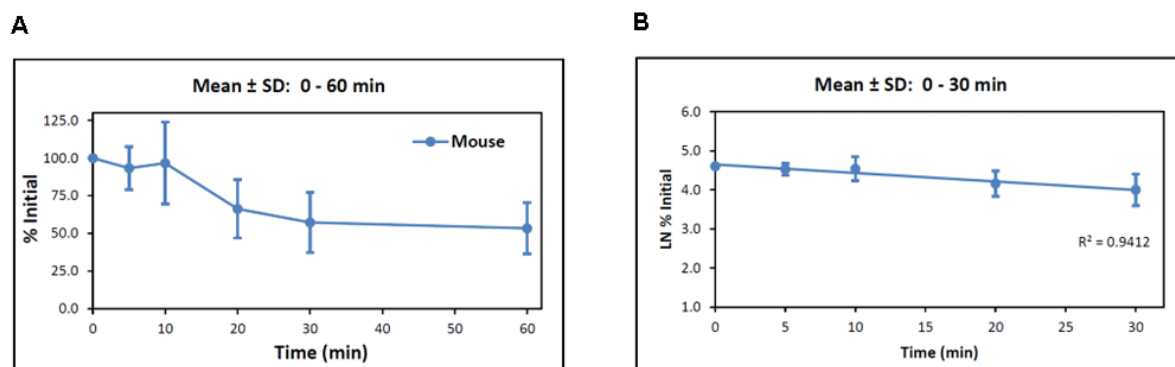 A
Mean ± SD: 0 - 60 min
% Initial
125.0
100.0
75.0
50.0
25.0
0.0
Mouse
0 10 20 30 40 50 60
Time (min)
B
Mean ± SD: 0 - 30 min
LN % Initial
6.0
5.0
4.0
3.0
2.0
1.0
R² = 0.9412
0 5 10 15 20 25 30
Time (min)